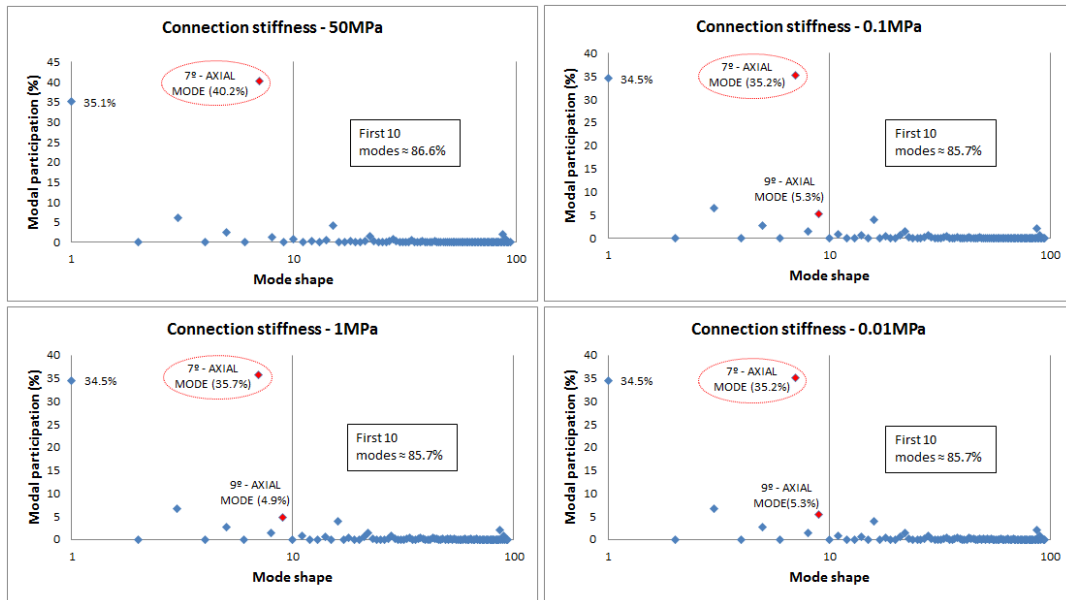 Connection stiffness - 50MPa
Modal participation (%)
45
40
35
30
25
20
15
10
5
0
7º - AXIAL
MODE (40.2%)
35.1%
First 10
modes ≈ 86.6%
1
10
100
Mode shape
Connection stiffness - 0.1MPa
Modal participation (%)
40
35
30
25
20
15
10
5
0
7º - AXIAL
MODE (35.2%)
34.5%
First 10
modes ≈ 85.7%
9º - AXIAL
MODE (5.3%)
1
10
100
Mode shape
Connection stiffness - 1MPa
Modal participation (%)
40
35
30
25
20
15
10
5
0
7º - AXIAL
MODE (35.7%)
34.5%
First 10
modes ≈ 85.7%
9º - AXIAL
MODE (4.9%)
1
10
100
Mode shape
Connection stiffness - 0.01MPa
Modal participation (%)
40
35
30
25
20
15
10
5
0
7º - AXIAL
MODE (35.2%)
34.5%
First 10
modes ≈ 85.7%
9º - AXIAL
MODE(5.3%)
1
10
100
Mode shape